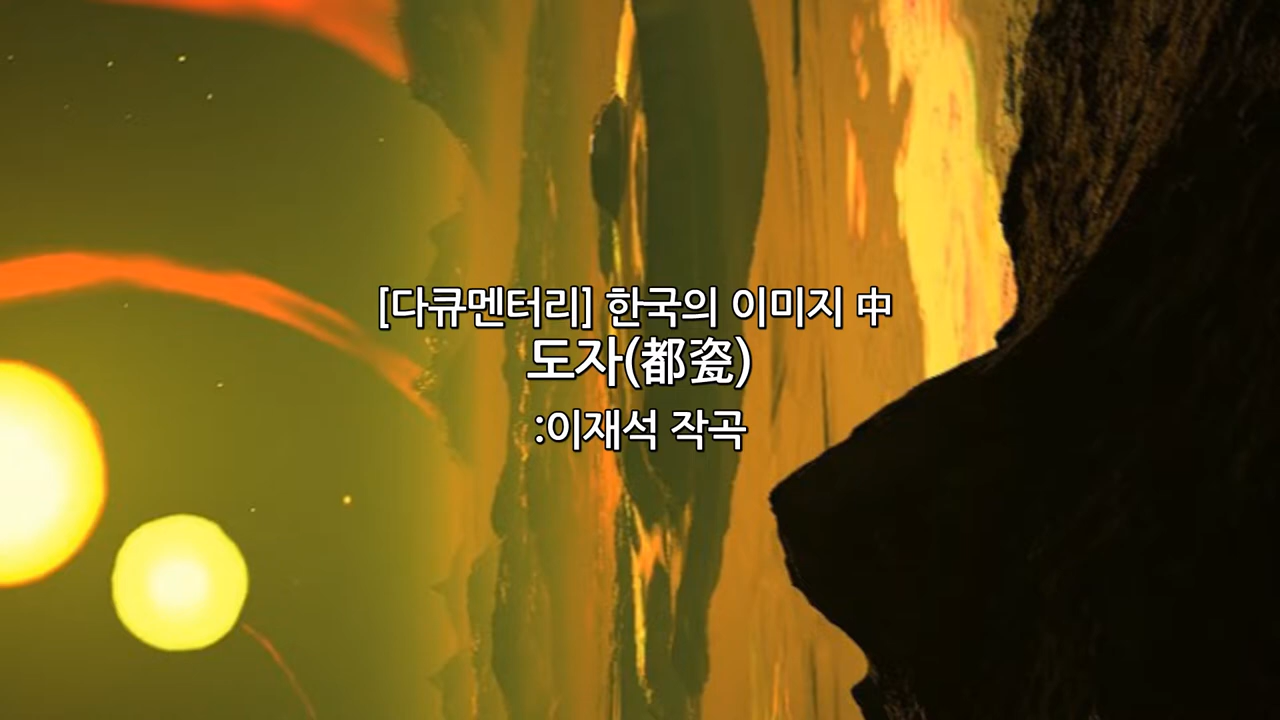 [다큐멘터리] 한국의 이미지 中
도자(都瓷)
:이재석 작곡